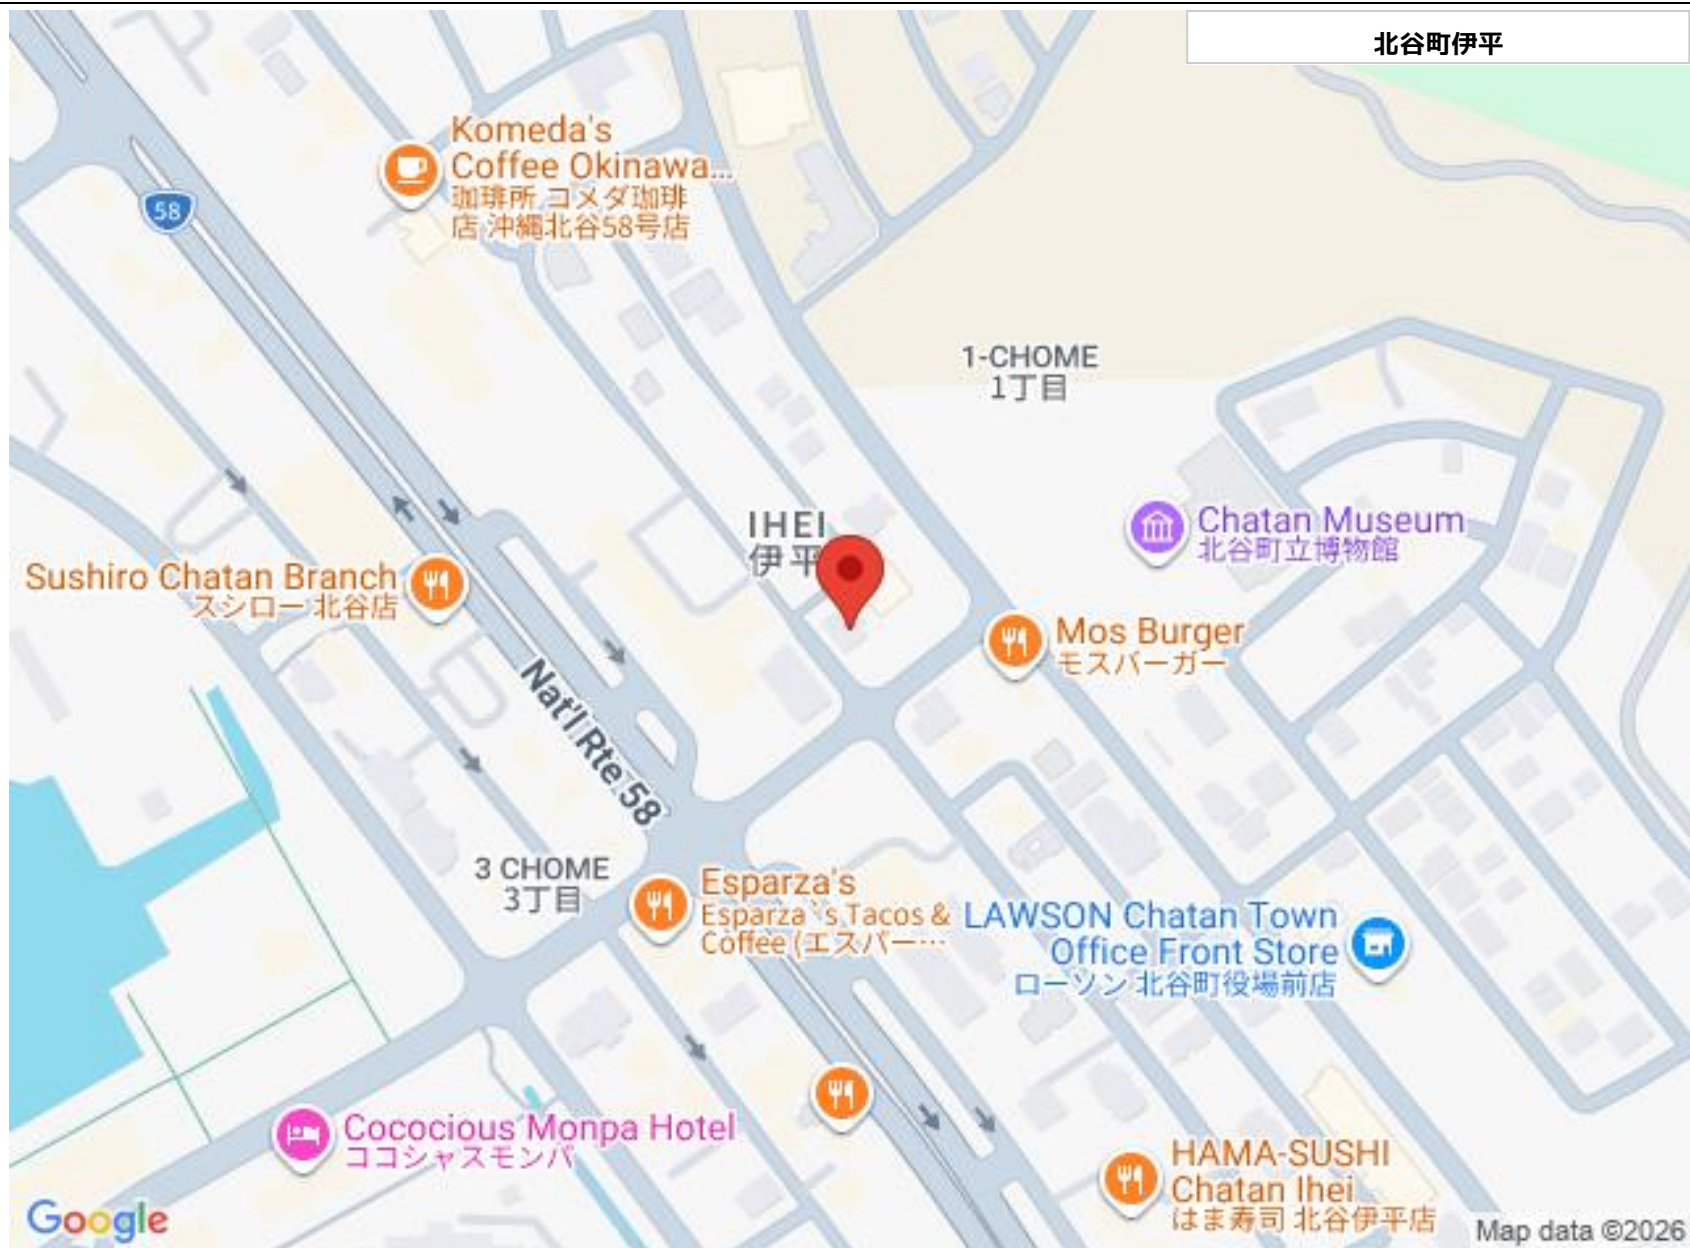 北谷町伊平
Komeda's
Coffee Okinawa...
珈琲所 コメダ珈琲
店 沖縄北谷58号店
58
1-CHOME
1丁目
IHEI
伊平
Chatan Museum
北谷町立博物館
Sushiro Chatan Branch
スシロー 北谷店
Mos Burger
モスバーガー
Nat'l Rte 58
3 CHOME
3丁目
Esparza's
Esparza`s Tacos &
Coffee (エスパー…
LAWSON Chatan Town
Office Front Store
ローソン 北谷町役場前店
Cococious Monpa Hotel
ココシャスモンパ
HAMA-SUSHI
Chatan Ihei
はま寿司 北谷伊平店
Google
Map data ©2026